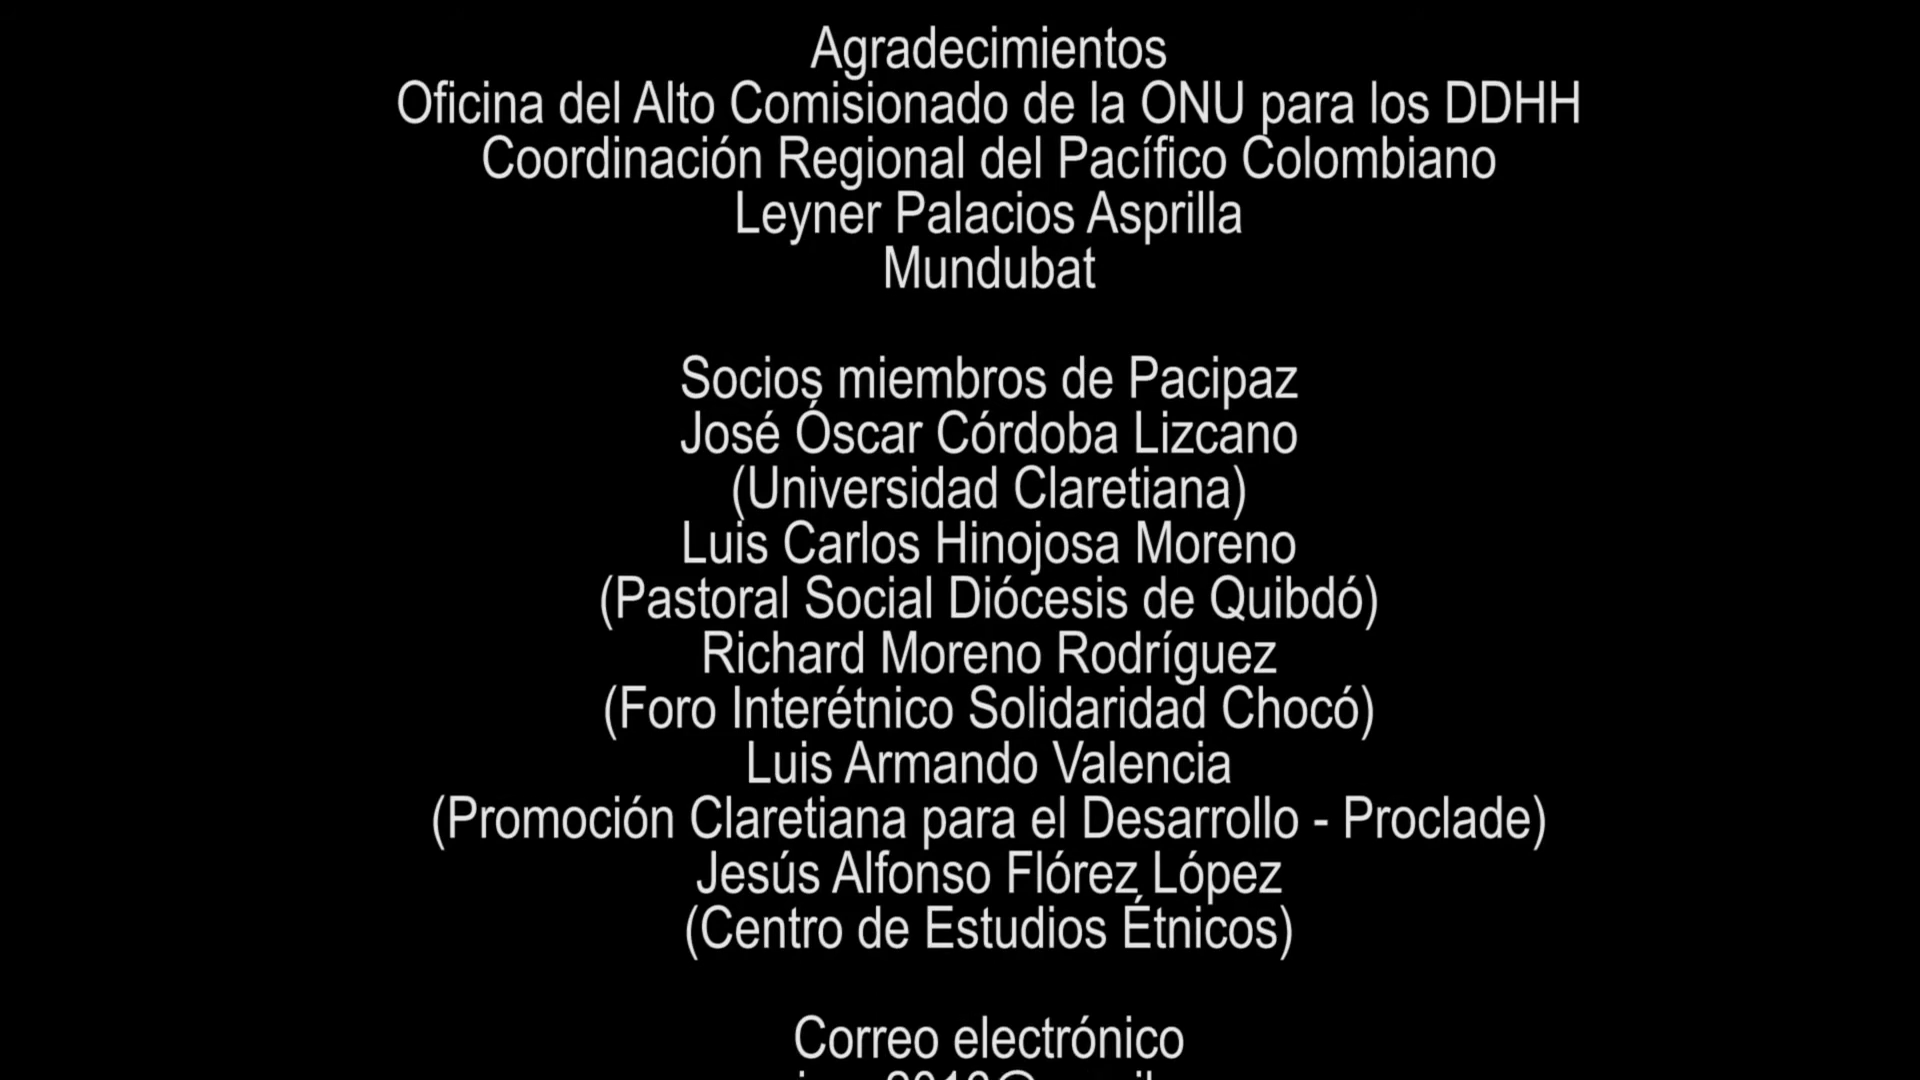 Agradecimientos
Oficina del Alto Comisionado de la ONU para los DDHH
Coordinación Regional del Pacífico Colombiano
Leyner Palacios Asprilla
Mundubat
Socios miembros de Pacipaz
José Óscar Córdoba Lizcano
(Universidad Claretiana)
Luis Carlos Hinojosa Moreno
(Pastoral Social Diócesis de Quibdó)
Richard Moreno Rodríguez
(Foro Interétnico Solidaridad Chocó)
Luis Armando Valencia
(Promoción Claretiana para el Desarrollo - Proclade)
Jesús Alfonso Flórez López
(Centro de Estudios Étnicos)
Correo electrónico